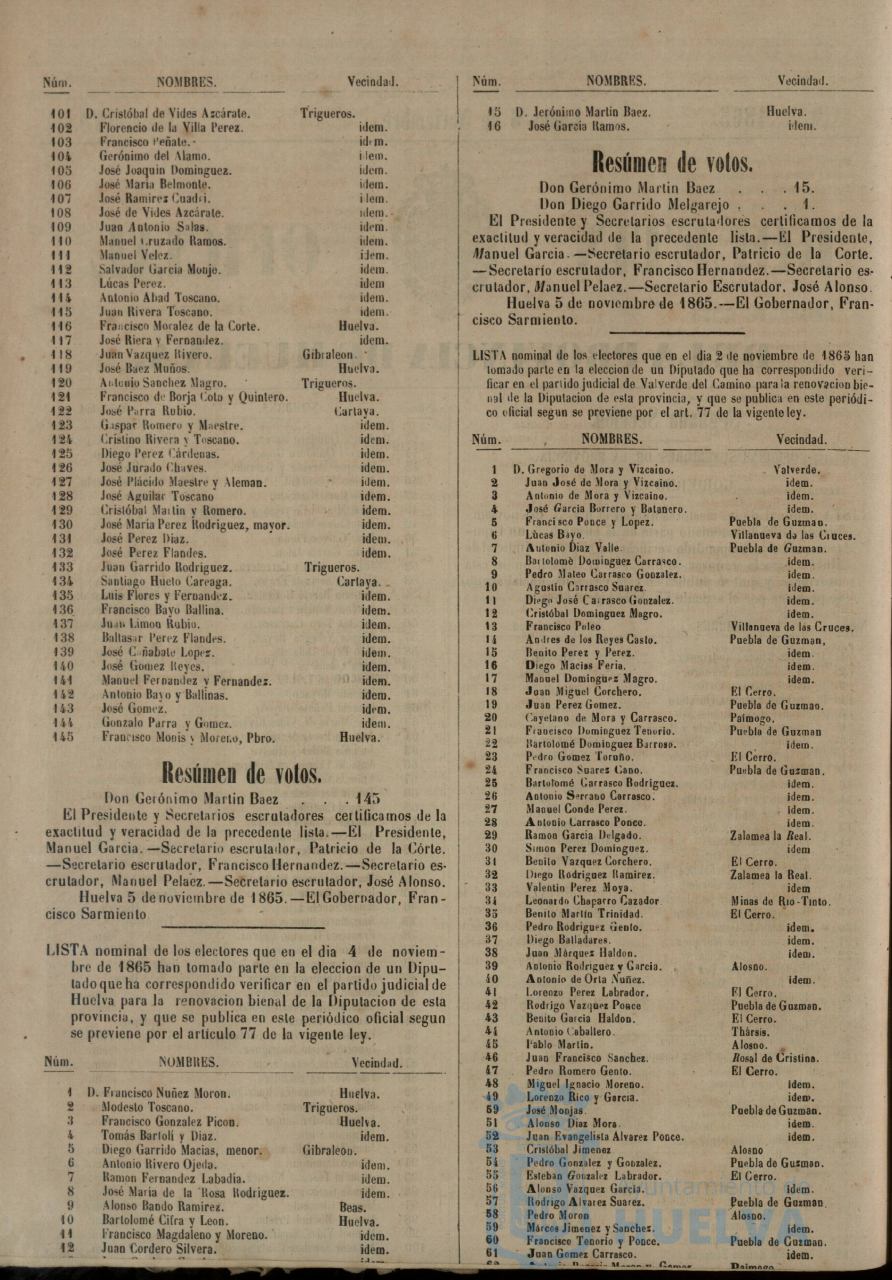 Núm. NOMBRES. Vecindad.
101 D. Cristóbal de Vides Azcárate. Trigueros.
102 Florencio de la Villa Perez. idem.
103 Francisco Peñate. idem.
104 Gerónimo del Alamo. idem.
105 José Joaquin Dominguez. idem.
106 José Maria Belmonte. idem.
107 José Ramirez Cuadri. idem.
108 José de Vides Azcárate. idem.
109 Juan Antonio Salas. idem.
110 Manuel Cruzado Ramos. idem.
111 Manuel Velez. idem.
112 Salvador Garcia Monje. idem.
113 Lúcas Perez. idem
114 Antonio Abad Toscano. idem.
115 Juan Rivera Toscano. idem.
116 Francisco Morales de la Corte. Huelva.
117 José Riera y Fernandez. idem.
118 Juan Vazquez Rivero. Gibraleon.
119 José Baez Muños. Huelva.
120 Antonio Sanchez Magro. Trigueros.
121 Francisco de Borja Coto y Quintero. Huelva.
122 José Parra Rubio. Cartaya.
123 Gaspar Romero y Maestre. idem.
124 Cristino Rivera y Toscano. idem.
125 Diego Perez Cárdenas. idem.
126 José Jurado Chaves. idem.
127 José Plácido Maestre y Aleman. idem.
128 José Aguilar Toscano idem.
129 Cristóbal Martin y Romero. idem.
130 José Maria Perez Rodriguez, mayor. idem.
131 José Perez Diaz. idem.
132 José Perez Flandes. idem.
133 Juan Garrido Rodriguez. Trigueros.
134 Santiago Hueto Careaga. Cartaya.
135 Luis Flores y Fernandez. idem.
136 Francisco Bayo Ballina. idem.
137 Juan Limon Rubio. idem.
138 Baltasar Perez Flandes. idem.
139 José Cañabate Lopez. idem.
140 José Gomez Reyes. idem.
141 Manuel Fernandez y Fernandez. idem.
142 Antonio Bayo y Ballinas. idem.
143 José Gomez. idem.
144 Gonzalo Parra y Gomez. idem.
145 Francisco Monis y Moreno, Pbro. Huelva.
Resúmen de votos.
Don Gerónimo Martin Baez . . . 145
El Presidente y Secretarios escrutadores certificamos de la
exactitud y veracidad de la precedente lista.—El Presidente,
Manuel Garcia.—Secretario escrutador, Patricio de la Córte.
—Secretario escrutador, Francisco Hernandez.—Secretario es-
crutador, Manuel Pelaez.—Secretario escrutador, José Alonso.
Huelva 5 de noviembre de 1865.—El Gobernador, Fran-
cisco Sarmiento
LISTA nominal de los electores que en el dia 4 de noviem-
bre de 1865 han tomado parte en la eleccion de un Dipu-
tado que ha correspondido verificar en el partido judicial de
Huelva para la renovacion bienal de la Diputacion de esta
provincia, y que se publica en este periódico oficial segun
se previene por el artículo 77 de la vigente ley.
Núm. NOMBRES. Vecindad.
1 D. Francisco Nuñez Moron. Huelva.
2 Modesto Toscano. Trigueros.
3 Francisco Gonzalez Picon. Huelva.
4 Tomás Bartolí y Diaz. idem.
5 Diego Garrido Macias, menor. Gibraleon.
6 Antonio Rivero Ojeda. idem.
7 Ramon Fernandez Labadia. idem.
8 José Maria de la Rosa Rodriguez. idem.
9 Alonso Bando Ramirez. Beas.
10 Bartolomé Cifra y Leon. Huelva.
11 Francisco Magdaleno y Moreno. idem.
12 Juan Cordero Silvera. idem.
Núm. NOMBRES. Vecindad.
15 D. Jerónimo Martin Baez. Huelva.
16 José Garcia Ramos. idem.
Resúmen de votos.
Don Gerónimo Martin Baez . . . 15.
Don Diego Garrido Melgarejo . . . 1.
El Presidente y Secretarios escrutadores certificamos de la
exactitud y veracidad de la precedente lista.—El Presidente,
Manuel Garcia.—Secretario escrutador, Patricio de la Corte.
—Secretario escrutador, Francisco Hernandez.—Secretario es-
crutador, Manuel Pelaez.—Secretario Escrutador, José Alonso.
Huelva 5 de noviembre de 1865.—El Gobernador, Fran-
cisco Sarmiento.
LISTA nominal de los electores que en el dia 2 de noviembre de 1865 han
tomado parte en la eleccion de un Diputado que ha correspondido veri-
ficar en el partido judicial de Valverde del Camino para la renovacion bie-
nal de la Diputacion de esta provincia, y que se publica en este periódi-
co oficial segun se previene por el art. 77 de la vigente ley.
Núm. NOMBRES. Vecindad.
1 D. Gregorio de Mora y Vizcaino. Valverde.
2 Juan José de Mora y Vizcaino. idem.
3 Antonio de Mora y Vizcaino. idem.
4 José Garcia Borrero y Batanero. idem.
5 Francisco Ponce y Lopez. Puebla de Guzman.
6 Lùcas Bayo. Villanueva de las Cruces.
7 Antonio Diaz Valle Puebla de Guzman.
8 Bartolomè Dominguez Carrasco. idem.
9 Pedro Mateo Carrasco Gonzalez. idem.
10 Agustin Carrasco Suarez. idem.
11 Diego José Carrasco Gonzalez. idem.
12 Cristóbal Dominguez Magro. idem.
13 Francisco Poleo Villanueva de las Cruces.
14 Andres de los Reyes Casto. Puebla de Guzman,
15 Benito Perez y Perez. idem.
16 Diego Macias Feria. idem.
17 Manuel Dominguez Magro. idem.
18 Juan Miguel Corchero. El Cerro.
19 Juan Perez Gomez. Puebla de Guzman.
20 Cayetano de Mora y Carrasco. Paimogo.
21 Francisco Dominguez Tenorio. Puebla de Guzman
22 Bartolomé Dominguez Barroso. idem.
23 Pedro Gomez Toruño. El Cerro.
24 Francisco Suarez Cano. Puebla de Guzman.
25 Bartolomé Carrasco Rodriguez. idem.
26 Antonio Serrano Carrasco. idem.
27 Manuel Conde Perez. idem.
28 Antonio Carrasco Ponce. idem.
29 Ramon Garcia Delgado. Zalamea la Real.
30 Simon Perez Dominguez. idem
31 Benito Vazquez Corchero. El Cerro.
32 Diego Rodriguez Ramirez. Zalamea la Real.
33 Valentin Perez Moya. idem
34 Leonardo Chaparro Cazador Minas de Rio-Tinto.
35 Benito Martin Trinidad. El Cerro.
36 Pedro Rodriguez Gento. idem.
37 Diego Balladares. idem.
38 Juan Márquez Haldon. idem.
39 Antonio Rodriguez y Garcia. Alosno.
40 Antonio de Orta Nuñez. idem.
41 Lorenzo Perez Labrador. El Cerro.
42 Rodrigo Vazquez Ponce Puebla de Guzman.
43 Benito Garcia Haldon. El Cerro.
44 Antonio Caballero. Thársis.
45 Pablo Martin. Alosno.
46 Juan Francisco Sanchez. Rosal de Cristina.
47 Pedro Romero Gento. El Cerro.
48 Miguel Ignacio Moreno. idem.
49 Lorenzo Rico y Garcia. idem.
59 José Monjas. Puebla de Guzman.
51 Alonso Diaz Mora. idem.
52 Juan Evangelista Alvarez Ponce. idem.
53 Cristóbal Jimenez Alosno
54 Pedro Gonzalez y Gonzalez. Puebla de Guzman.
55 Esteban Gonzalez Labrador. El Cerro.
56 Alonso Vazquez Garcia. idem.
57 Rodrigo Alvarez Suarez. Puebla de Guzman
58 Pedro Moron Alosno.
59 Márcos Jimenez y Sanchez. idem.
60 Francisco Tenorio y Ponce. Puebla de Guzman
61 Juan Gomez Carrasco. idem.